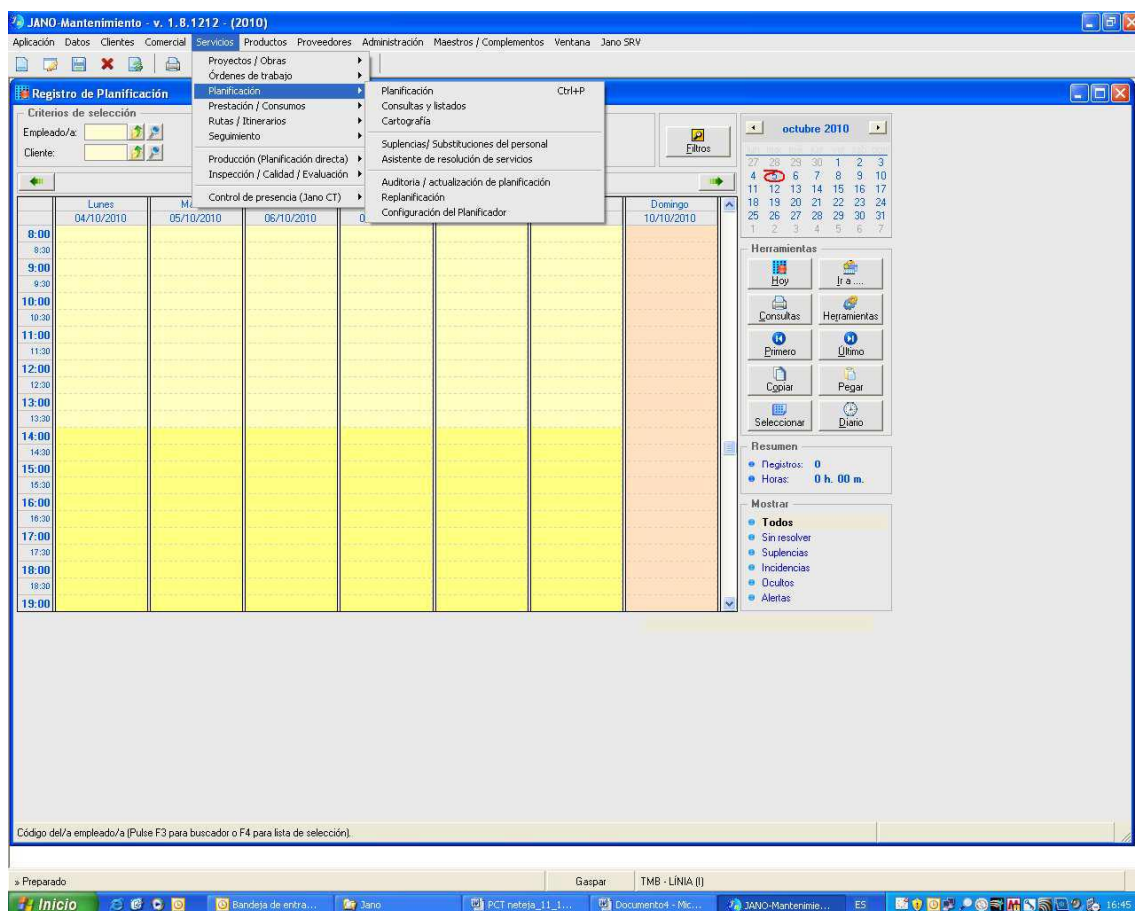 JANO-Mantenimiento - v. 1.8.1212 - (2010)
Aplicación Datos Clientes Comercial Servicios Productos Proveedores Administración Maestros / Complementos Ventana Jano SRV
Proyectos / Obras
Órdenes de trabajo
Planificación
Prestación / Consumos
Rutas / Itinerarios
Seguimiento
Producción (Planificación directa)
Inspección / Calidad / Evaluación
Control de presencia (Jano CT)
Planificación Ctrl+P
Consultas y listados
Cartografía
Suplencias/ Substituciones del personal
Asistente de resolución de servicios
Auditoria / actualización de planificación
Replanificación
Configuración del Planificador
Registro de Planificación
Criterios de selección
Empleado/a:
Cliente:
Filtros
octubre 2010
27 28 29 30 1 2 3
4 5 6 7 8 9 10
11 12 13 14 15 16 17
18 19 20 21 22 23 24
25 26 27 28 29 30 31
1 2 3 4 5 6 7
Lunes
04/10/2010
05/10/2010
06/10/2010
Domingo
10/10/2010
8:00
8:30
9:00
9:30
10:00
10:30
11:00
11:30
12:00
12:30
13:00
13:30
14:00
14:30
15:00
15:30
16:00
16:30
17:00
17:30
18:00
18:30
19:00
Herramientas
Hoy Ir a ....
Consultas Herramientas
Primero Último
Copiar Pegar
Seleccionar Diario
Resumen
Registros: 0
Horas: 0 h. 00 m.
Mostrar
Todos
Sin resolver
Suplencias
Incidencias
Ocultos
Alertas
Código del/a empleado/a (Pulse F3 para buscador o F4 para lista de selección).
» Preparado Gaspar TMB - LÍNIA (I)
Inicio Bandeja de entra... Jano PCT neteja_11_1... Documento4 - Mic... JANO-Mantenimie... ES 16:45